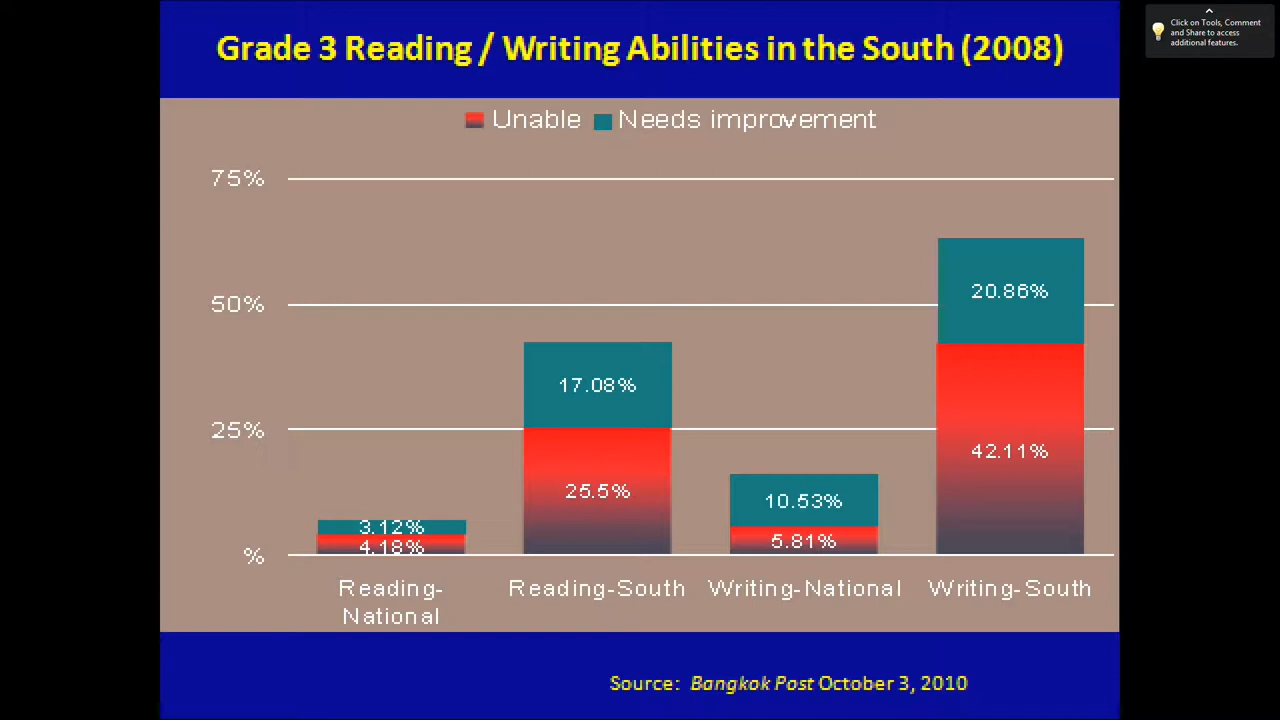 Grade 3 Reading / Writing Abilities in the South (2008)
Click on Tools, Comment
and Share to access
additional features.
Unable Needs improvement
75%
50%
25%
%
3.12%
4.18%
17.08%
25.5%
10.53%
5.81%
20.86%
42.11%
Reading-
National
Reading-South
Writing-National
Writing-South
Source: Bangkok Post October 3, 2010